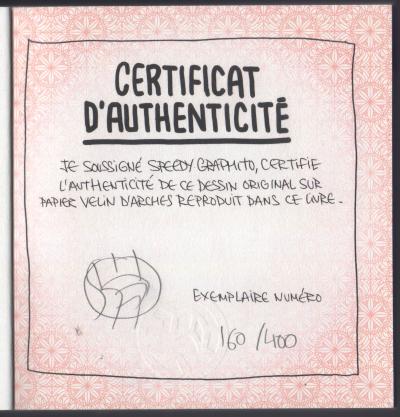 CERTIFICAT
D'AUTHENTICITÉ
JE SOUSSIGNÉ SPEEDY GRAPHITO, CERTIFIE
L'AUTHENTICITÉ DE CE DESSIN ORIGINAL SUR
PAPIER VELIN D'ARCHES REPRODUIT DANS CE LIVRE.
EXEMPLAIRE NUMÉRO
160 /400